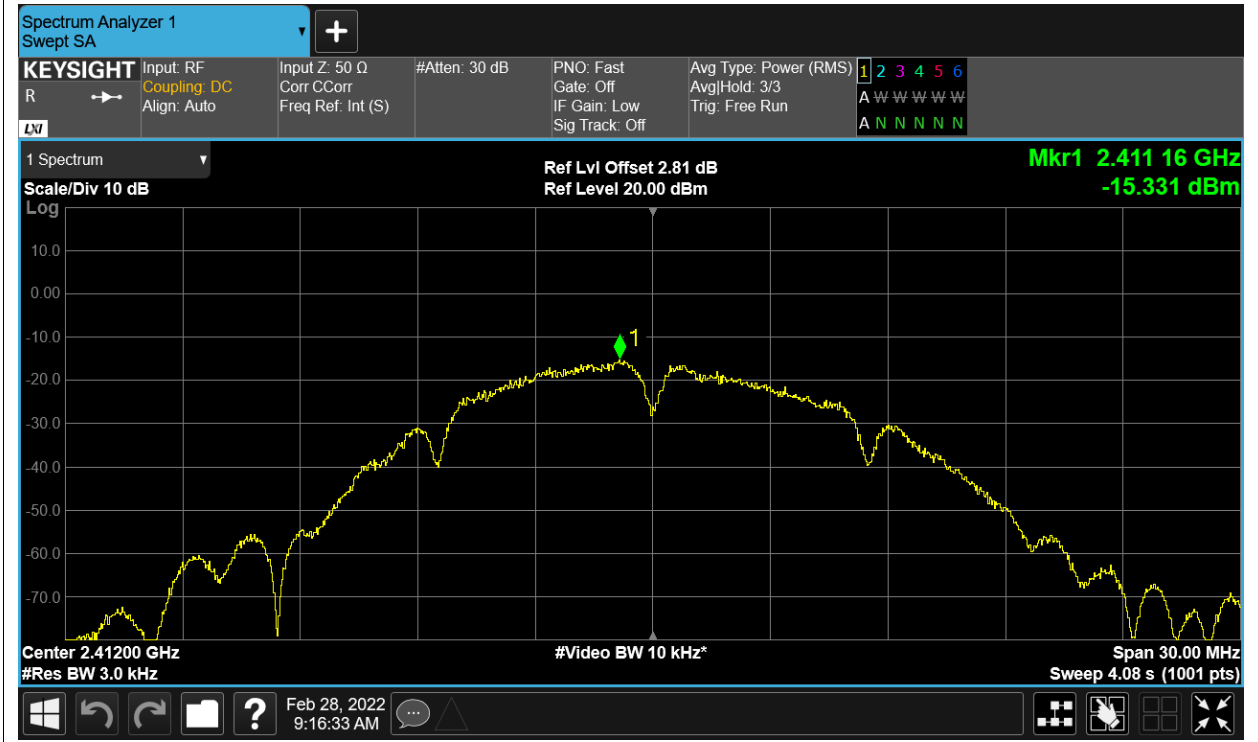 Spectrum Analyzer 1
Swept SA
+
KEYSIGHT
R
LXI
Input: RF
Coupling: DC
Align: Auto
Input Z: 50 Ω
Corr CCorr
Freq Ref: Int (S)
#Atten: 30 dB
PNO: Fast
Gate: Off
IF Gain: Low
Sig Track: Off
Avg Type: Power (RMS)
Avg|Hold: 3/3
Trig: Free Run
1 2 3 4 5 6
A W W W W W
A N N N N N
1 Spectrum
Scale/Div 10 dB
Log
Ref Lvl Offset 2.81 dB
Ref Level 20.00 dBm
Mkr1 2.411 16 GHz
-15.331 dBm
10.0
0.00
-10.0
-20.0
-30.0
-40.0
-50.0
-60.0
-70.0
1
Center 2.41200 GHz
#Res BW 3.0 kHz
#Video BW 10 kHz*
Span 30.00 MHz
Sweep 4.08 s (1001 pts)
?
Feb 28, 2022
9:16:33 AM